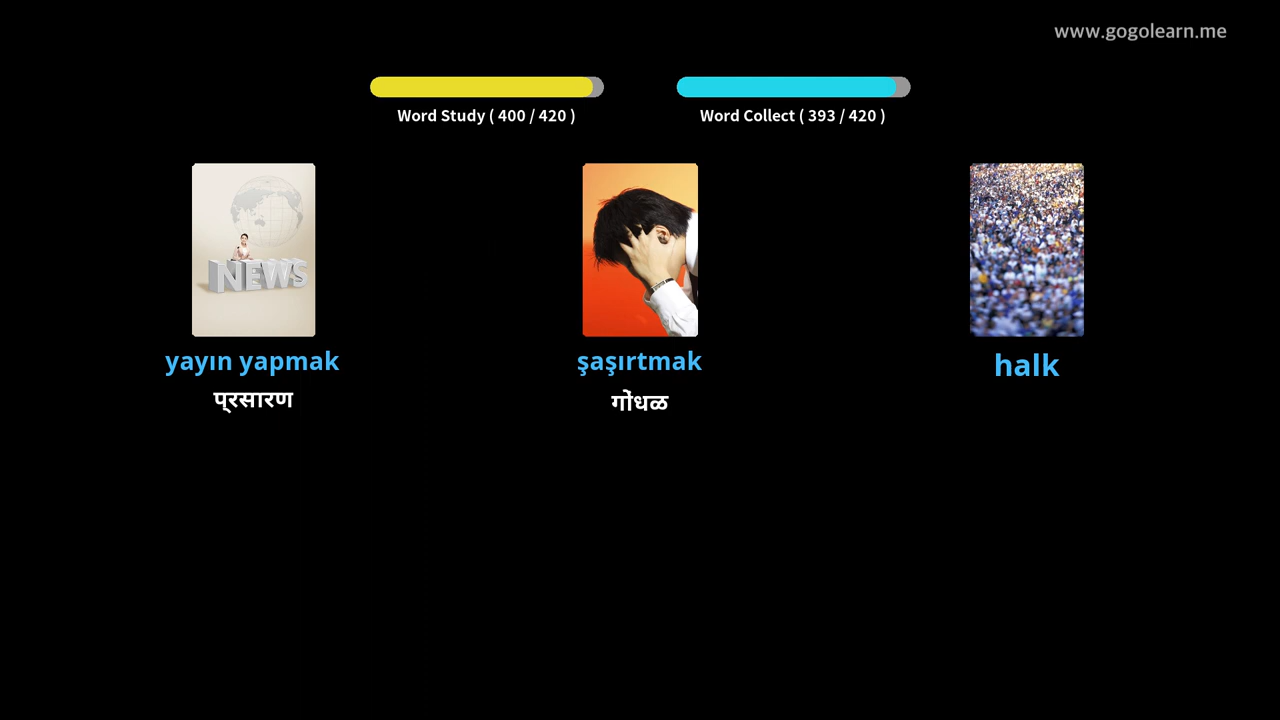 www.gogolearn.me
Word Study ( 400 / 420 )
Word Collect ( 393 / 420 )
NEWS
yayın yapmak
şaşırtmak
halk
प्रसारण
गोंधळ